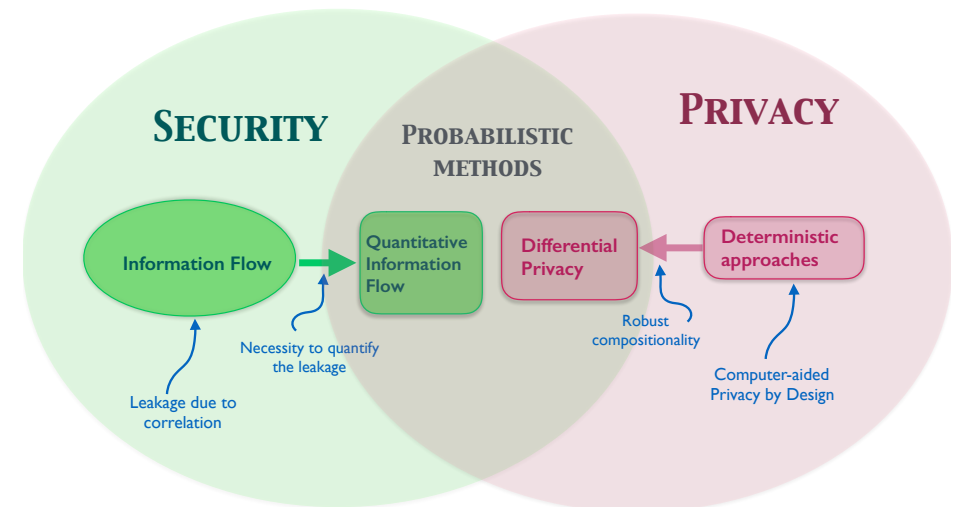 SECURITY
PROBABILISTIC
METHODS
PRIVACY
Information Flow
Quantitative
Information
Flow
Differential
Privacy
Deterministic
approaches
Leakage due to
correlation
Necessity to quantify
the leakage
Robust
compositionality
Computer-aided
Privacy by Design